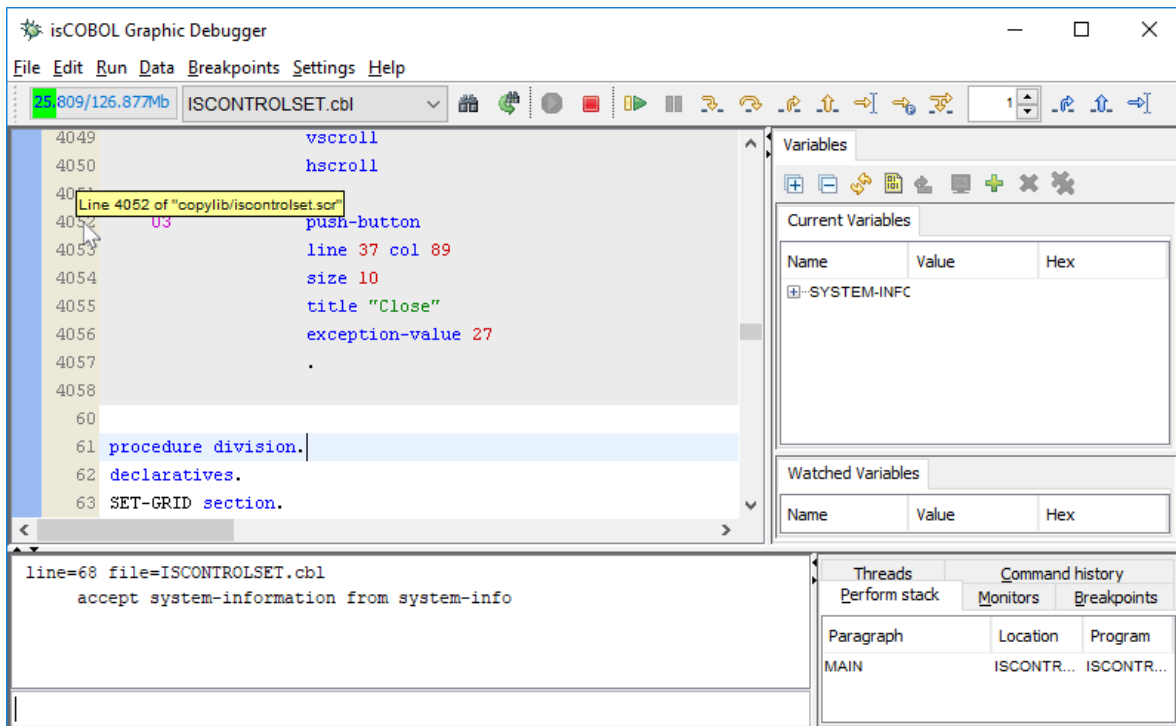 isCOBOL Graphic Debugger
File Edit Run Data Breakpoints Settings Help
25.809/126.877Mb ISCONTROLSET.cbl 1
4049 vscroll
4050 hscroll
Line 4052 of "copylib/iscontrolset.scr"
4052 03 push-button
4053 line 37 col 89
4054 size 10
4055 title "Close"
4056 exception-value 27
4057 .
4058
60
61 procedure division.
62 declaratives.
63 SET-GRID section.
Variables
Current Variables
Name Value Hex
SYSTEM-INFO
Watched Variables
Name Value Hex
line=68 file=ISCONTROLSET.cbl
accept system-information from system-info
Threads Command history
Perform stack Monitors Breakpoints
Paragraph Location Program
MAIN ISCONTR... ISCONTR...